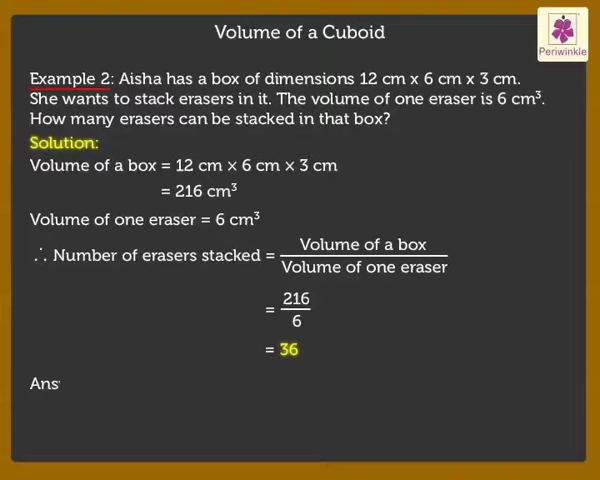 Volume of a Cuboid
Periwinkle
Example 2: Aisha has a box of dimensions 12 cm x 6 cm x 3 cm.
She wants to stack erasers in it. The volume of one eraser is 6 cm³.
How many erasers can be stacked in that box?
Solution:
Volume of a box = 12 cm × 6 cm × 3 cm
= 216 cm³
Volume of one eraser = 6 cm³
∴ Number of erasers stacked = Volume of a box
Volume of one eraser
= 216
6
= 36
Ans